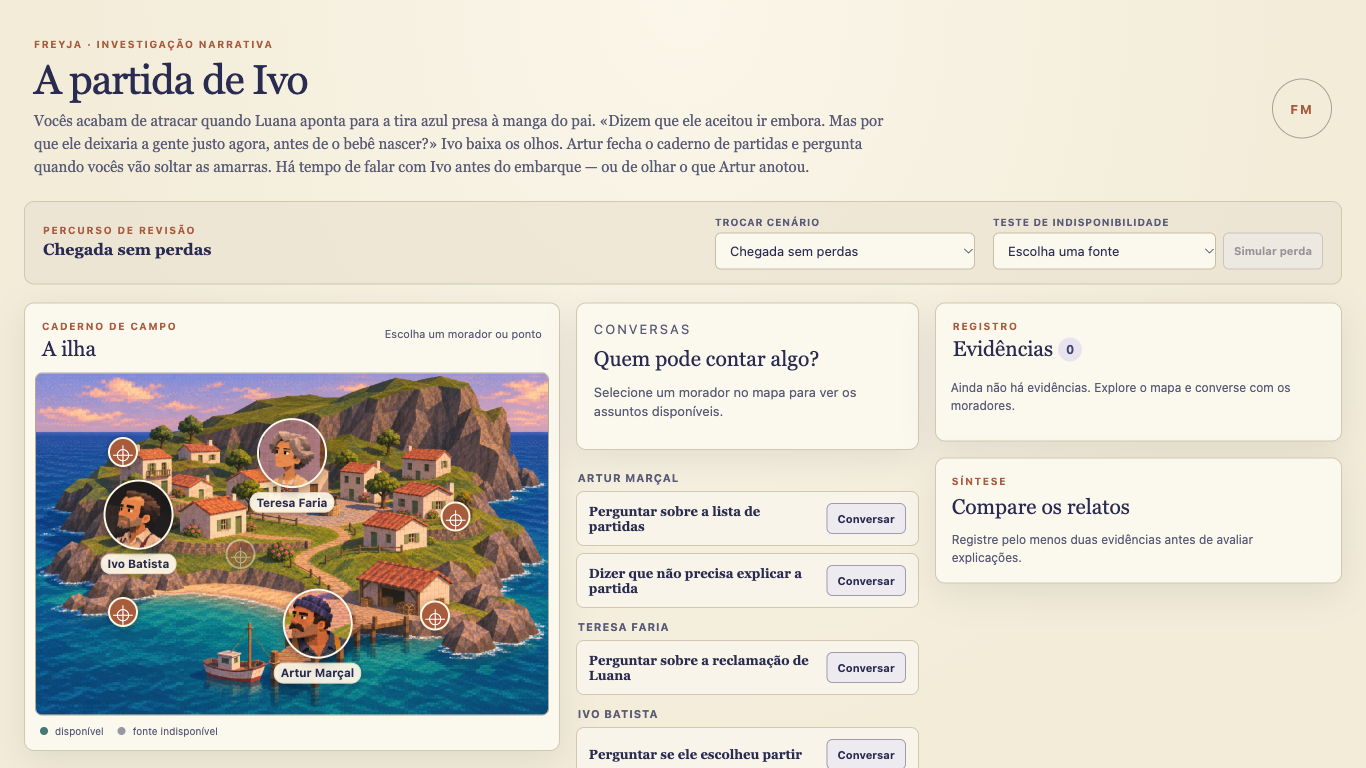 FREYJA · INVESTIGAÇÃO NARRATIVA
A partida de Ivo
Vocês acabam de atracar quando Luana aponta para a tira azul presa à manga do pai. «Dizem que ele aceitou ir embora. Mas por
que ele deixaria a gente justo agora, antes de o bebê nascer?» Ivo baixa os olhos. Artur fecha o caderno de partidas e pergunta
quando vocês vão soltar as amarras. Há tempo de falar com Ivo antes do embarque — ou de olhar o que Artur anotou.
FM
PERCURSO DE REVISÃO
Chegada sem perdas
TROCAR CENÁRIO
Chegada sem perdas
TESTE DE INDISPONIBILIDADE
Escolha uma fonte
Simular perda
CADERNO DE CAMPO
A ilha
Escolha um morador ou ponto
Teresa Faria
Ivo Batista
Artur Marçal
disponível
fonte indisponível
CONVERSAS
Quem pode contar algo?
Selecione um morador no mapa para ver os
assuntos disponíveis.
ARTUR MARÇAL
Perguntar sobre a lista de
partidas
Conversar
Dizer que não precisa explicar a
partida
Conversar
TERESA FARIA
Perguntar sobre a reclamação de
Luana
Conversar
IVO BATISTA
Perguntar se ele escolheu partir
Conversar
REGISTRO
Evidências 0
Ainda não há evidências. Explore o mapa e converse com os
moradores.
SÍNTESE
Compare os relatos
Registre pelo menos duas evidências antes de avaliar
explicações.